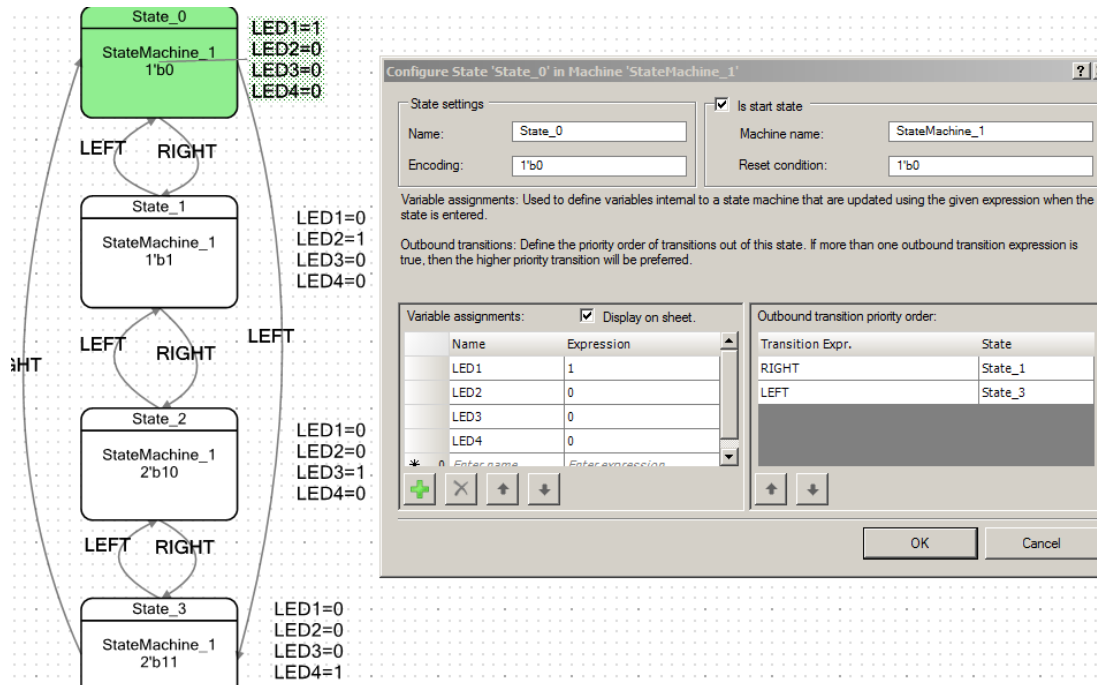 State_0
StateMachine_1
1'b0
LED1=1
LED2=0
LED3=0
LED4=0
LEFT
RIGHT
State_1
StateMachine_1
1'b1
LED1=0
LED2=1
LED3=0
LED4=0
LEFT
RIGHT
LEFT
State_2
StateMachine_1
2'b10
LED1=0
LED2=0
LED3=1
LED4=0
LEFT
RIGHT
State_3
StateMachine_1
2'b11
LED1=0
LED2=0
LED3=0
LED4=1
Configure State 'State_0' in Machine 'StateMachine_1'
?
State settings
Name: State_0
Encoding: 1'b0
Is start state
Machine name: StateMachine_1
Reset condition: 1'b0
Variable assignments: Used to define variables internal to a state machine that are updated using the given expression when the
state is entered.
Outbound transitions: Define the priority order of transitions out of this state. If more than one outbound transition expression is
true, then the higher priority transition will be preferred.
Variable assignments: Display on sheet.
Name Expression
LED1 1
LED2 0
LED3 0
LED4 0
Enter name Enter expression
Outbound transition priority order:
Transition Expr. State
RIGHT State_1
LEFT State_3
OK Cancel